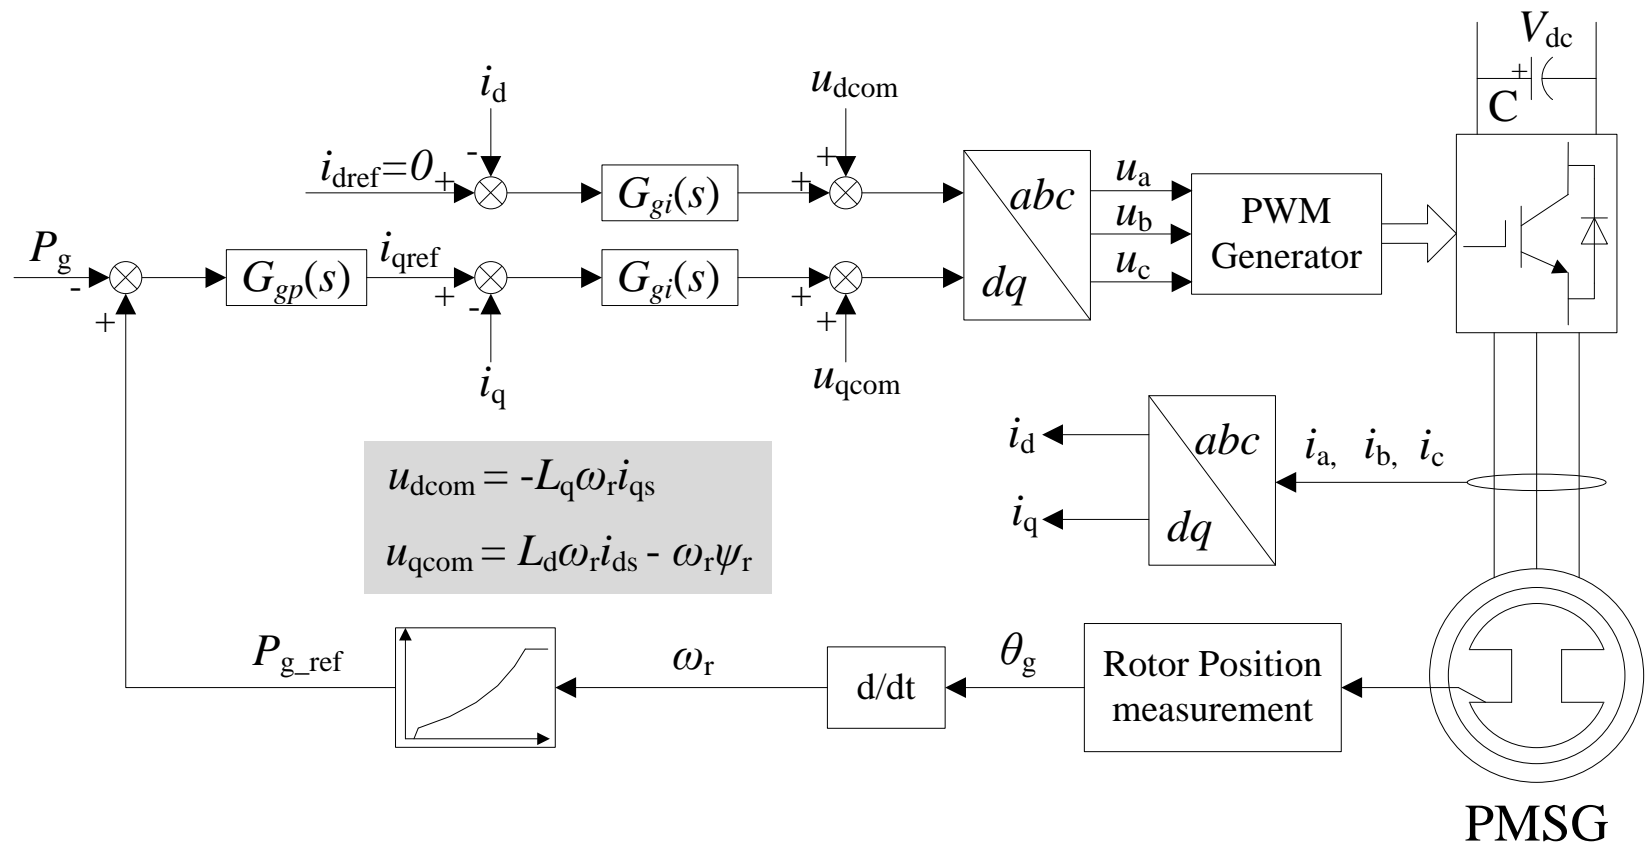 V_dc
+
C
i_d
u_dcom
-
+
i_dref=0
+
G_gi(s)
+
abc
dq
u_a
u_b
u_c
PWM
Generator
P_g
-
+
G_gp(s)
i_qref
+
-
G_gi(s)
+
+
i_q
u_qcom
i_d
i_q
abc
dq
i_a, i_b, i_c
u_dcom = -L_qω_ri_qs
u_qcom = L_dω_ri_ds - ω_rψ_r
P_g_ref
ω_r
d/dt
θ_g
Rotor Position
measurement
PMSG